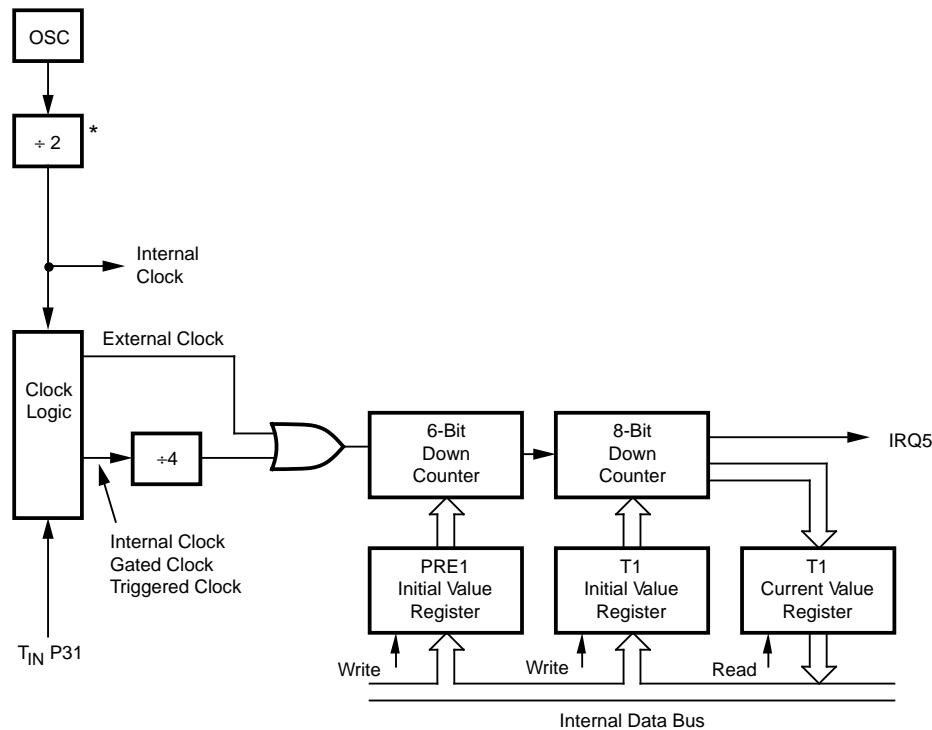 OSC
÷ 2
*
Internal
Clock
External Clock
Clock
Logic
÷4
6-Bit
Down
Counter
8-Bit
Down
Counter
IRQ5
Internal Clock
Gated Clock
Triggered Clock
PRE1
Initial Value
Register
T1
Initial Value
Register
T1
Current Value
Register
TIN P31
Write
Write
Read
Internal Data Bus